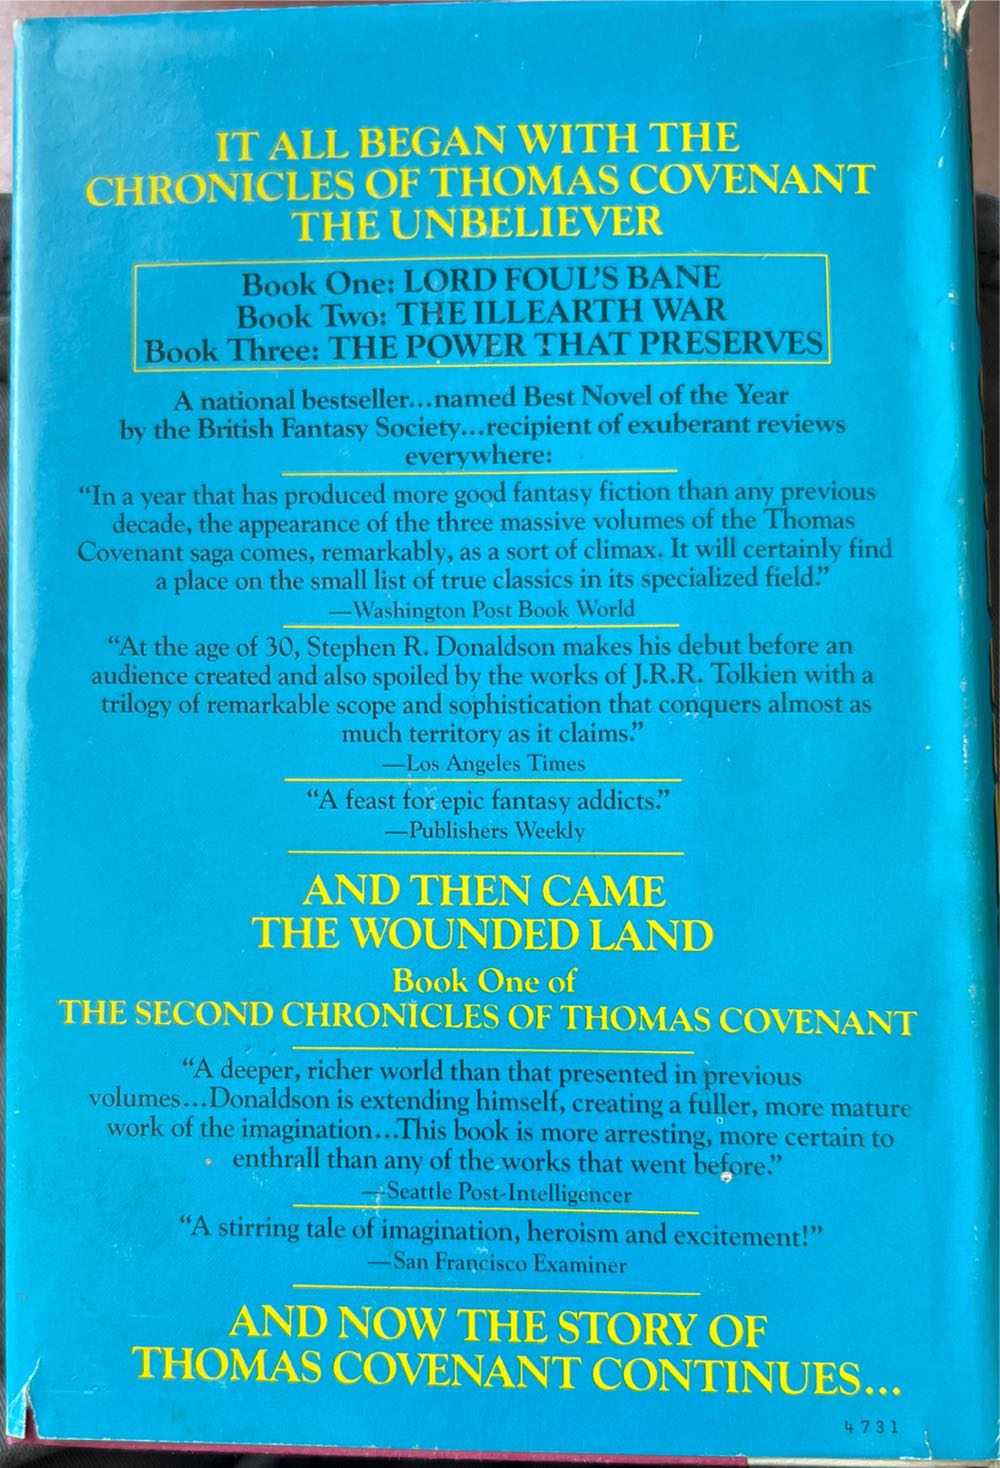 IT ALL BEGAN WITH THE
CHRONICLES OF THOMAS COVENANT
THE UNBELIEVER
Book One: LORD FOUL'S BANE
Book Two: THE ILLEARTH WAR
Book Three: THE POWER THAT PRESERVES
A national bestseller...named Best Novel of the Year
by the British Fantasy Society...recipient of exuberant reviews
everywhere:
“In a year that has produced more good fantasy fiction than any previous
decade, the appearance of the three massive volumes of the Thomas
Covenant saga comes, remarkably, as a sort of climax. It will certainly find
a place on the small list of true classics in its specialized field.”
—Washington Post Book World
“At the age of 30, Stephen R. Donaldson makes his debut before an
audience created and also spoiled by the works of J.R.R. Tolkien with a
trilogy of remarkable scope and sophistication that conquers almost as
much territory as it claims.”
—Los Angeles Times
“A feast for epic fantasy addicts.”
—Publishers Weekly
AND THEN CAME
THE WOUNDED LAND
Book One of
THE SECOND CHRONICLES OF THOMAS COVENANT
“A deeper, richer world than that presented in previous
volumes...Donaldson is extending himself, creating a fuller, more mature
work of the imagination...This book is more arresting, more certain to
enthrall than any of the works that went before.”
—Seattle Post-Intelligencer
“A stirring tale of imagination, heroism and excitement!”
—San Francisco Examiner
AND NOW THE STORY OF
THOMAS COVENANT CONTINUES...
4731